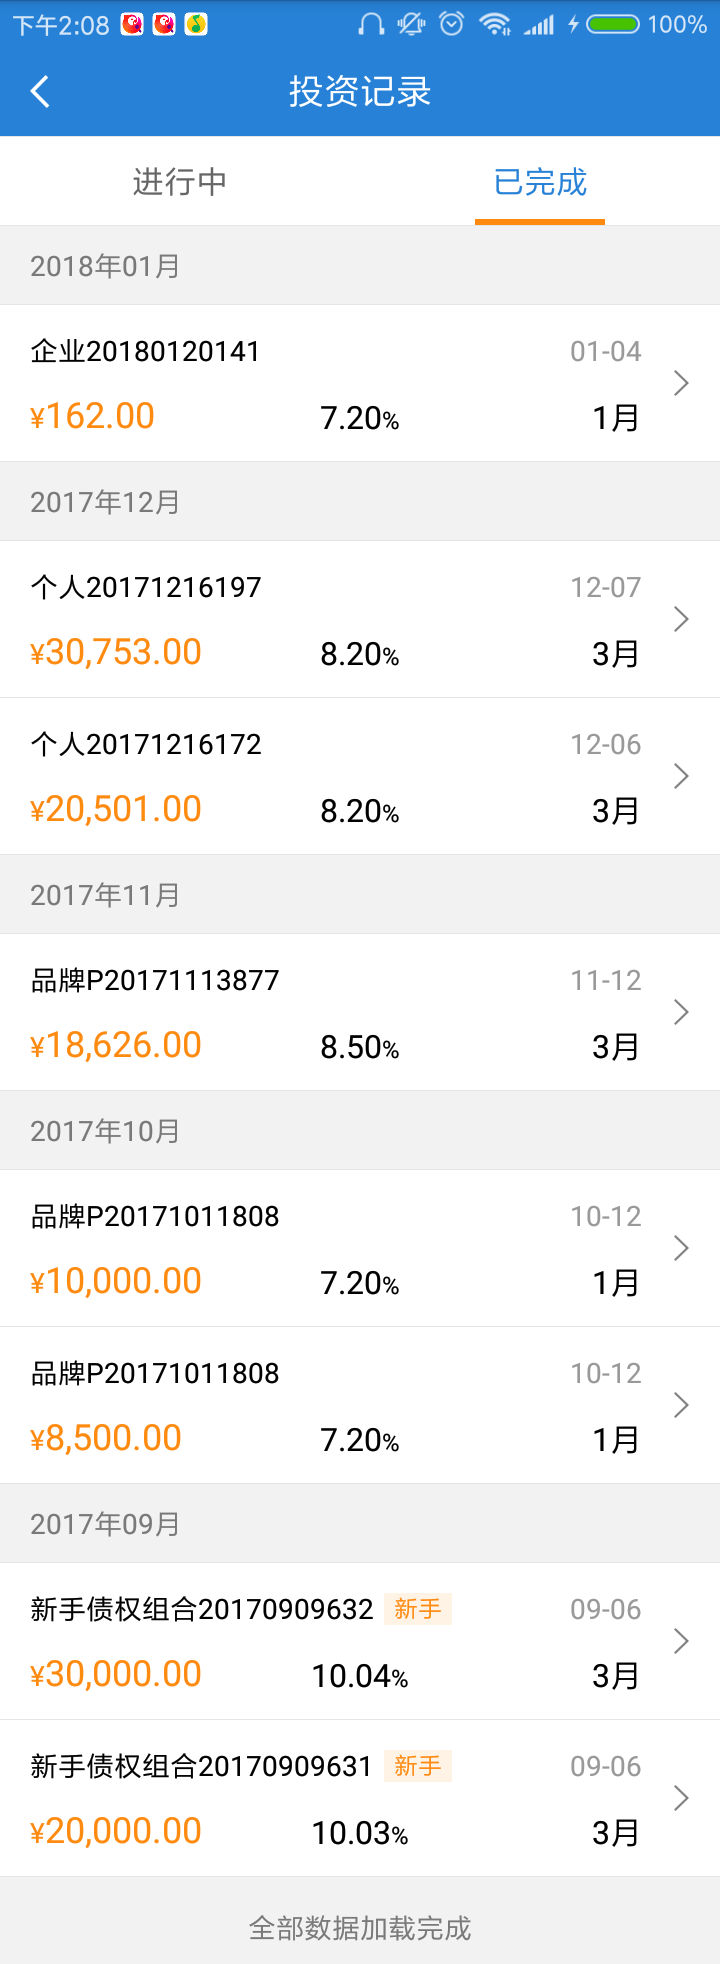 下午2:08 100%
投资记录
进行中 已完成
2018年01月
企业20180120141 01-04
¥162.00 7.20% 1月
2017年12月
个人20171216197 12-07
¥30,753.00 8.20% 3月
个人20171216172 12-06
¥20,501.00 8.20% 3月
2017年11月
品牌P20171113877 11-12
¥18,626.00 8.50% 3月
2017年10月
品牌P20171011808 10-12
¥10,000.00 7.20% 1月
品牌P20171011808 10-12
¥8,500.00 7.20% 1月
2017年09月
新手债权组合20170909632 新手 09-06
¥30,000.00 10.04% 3月
新手债权组合20170909631 新手 09-06
¥20,000.00 10.03% 3月
全部数据加载完成